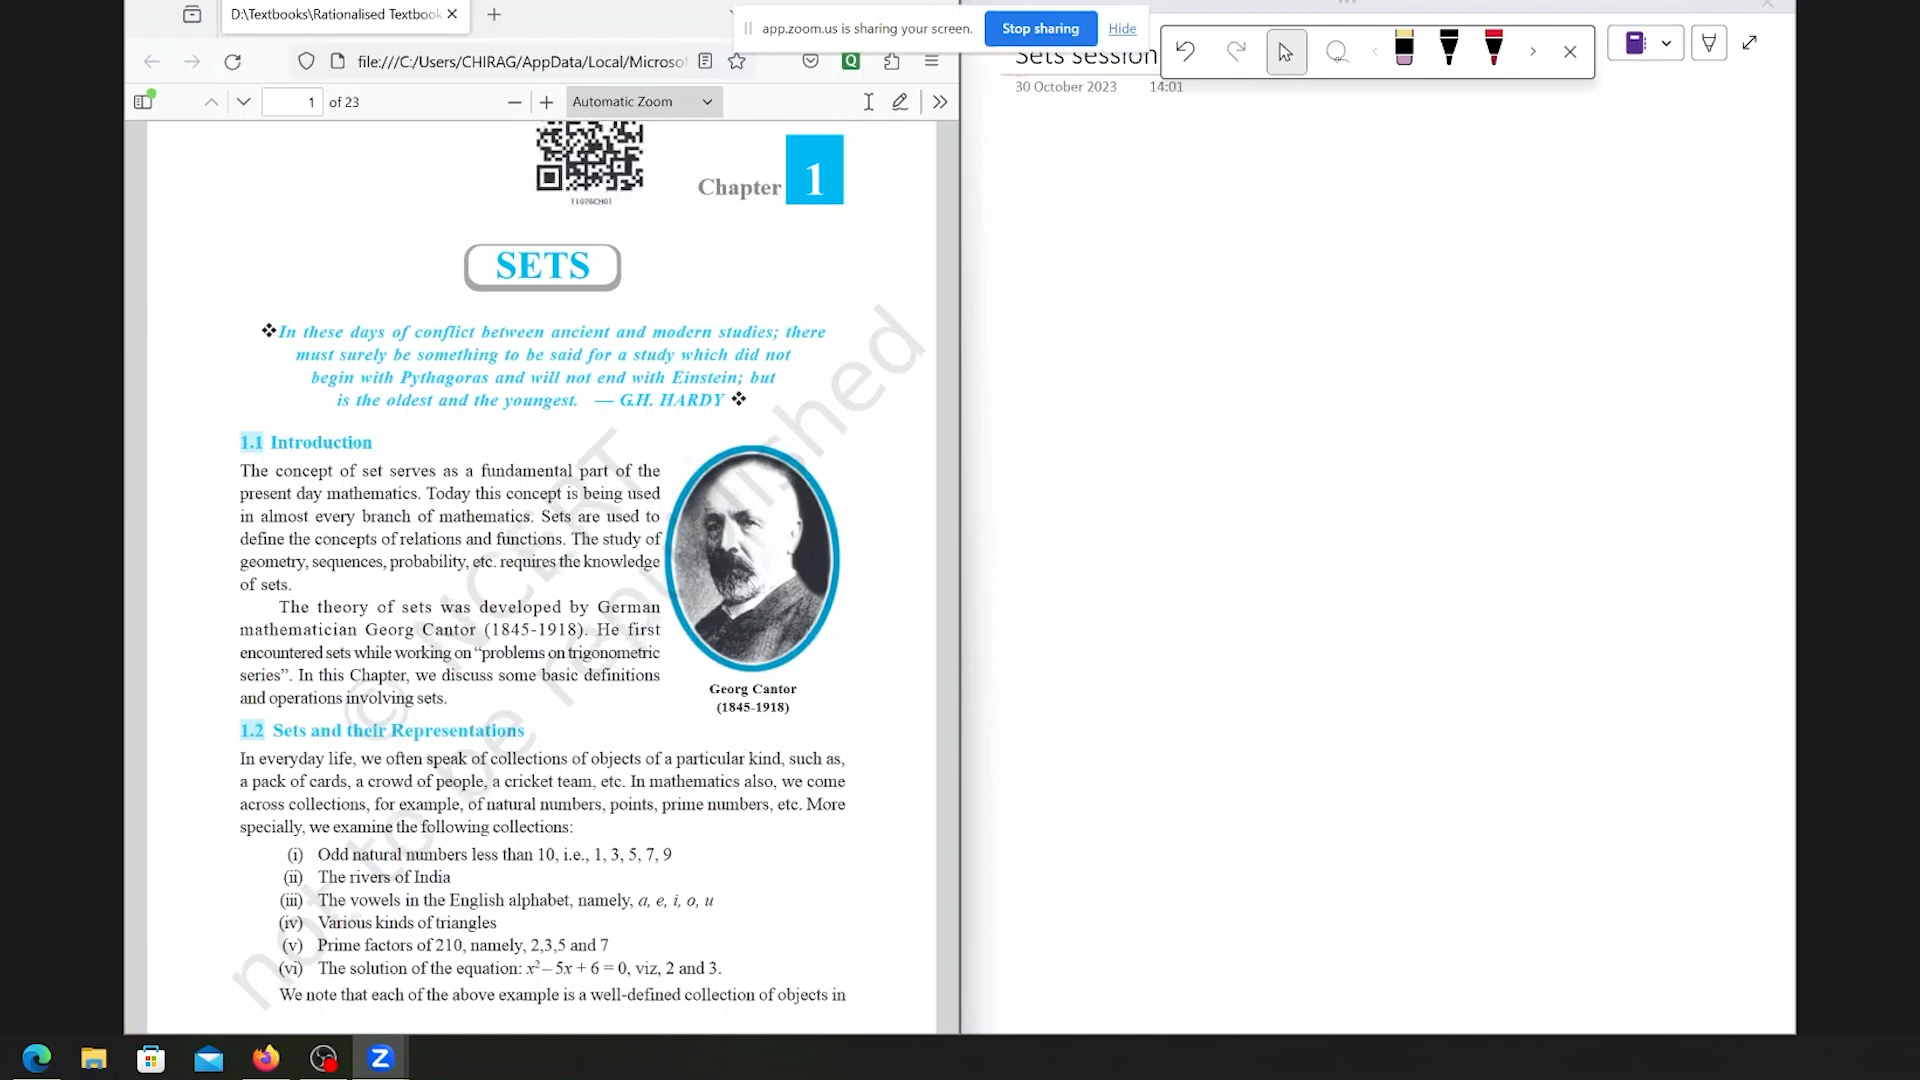 D:\Textbooks\Rationalised Textbook
app.zoom.us is sharing your screen.
Stop sharing
Hide
file:///C:/Users/CHIRAG/AppData/Local/Microsof
1 of 23
Automatic Zoom
Sets session
30 October 2023 14:01
11076CH01
Chapter 1
SETS
❖In these days of conflict between ancient and modern studies; there
must surely be something to be said for a study which did not
begin with Pythagoras and will not end with Einstein; but
is the oldest and the youngest. — G.H. HARDY ❖
1.1 Introduction
The concept of set serves as a fundamental part of the
present day mathematics. Today this concept is being used
in almost every branch of mathematics. Sets are used to
define the concepts of relations and functions. The study of
geometry, sequences, probability, etc. requires the knowledge
of sets.
The theory of sets was developed by German
mathematician Georg Cantor (1845-1918). He first
encountered sets while working on “problems on trigonometric
series”. In this Chapter, we discuss some basic definitions
and operations involving sets.
Georg Cantor
(1845-1918)
1.2 Sets and their Representations
In everyday life, we often speak of collections of objects of a particular kind, such as,
a pack of cards, a crowd of people, a cricket team, etc. In mathematics also, we come
across collections, for example, of natural numbers, points, prime numbers, etc. More
specially, we examine the following collections:
(i) Odd natural numbers less than 10, i.e., 1, 3, 5, 7, 9
(ii) The rivers of India
(iii) The vowels in the English alphabet, namely, a, e, i, o, u
(iv) Various kinds of triangles
(v) Prime factors of 210, namely, 2,3,5 and 7
(vi) The solution of the equation: x² – 5x + 6 = 0, viz, 2 and 3.
We note that each of the above example is a well-defined collection of objects in
© NCERT
not to be republished